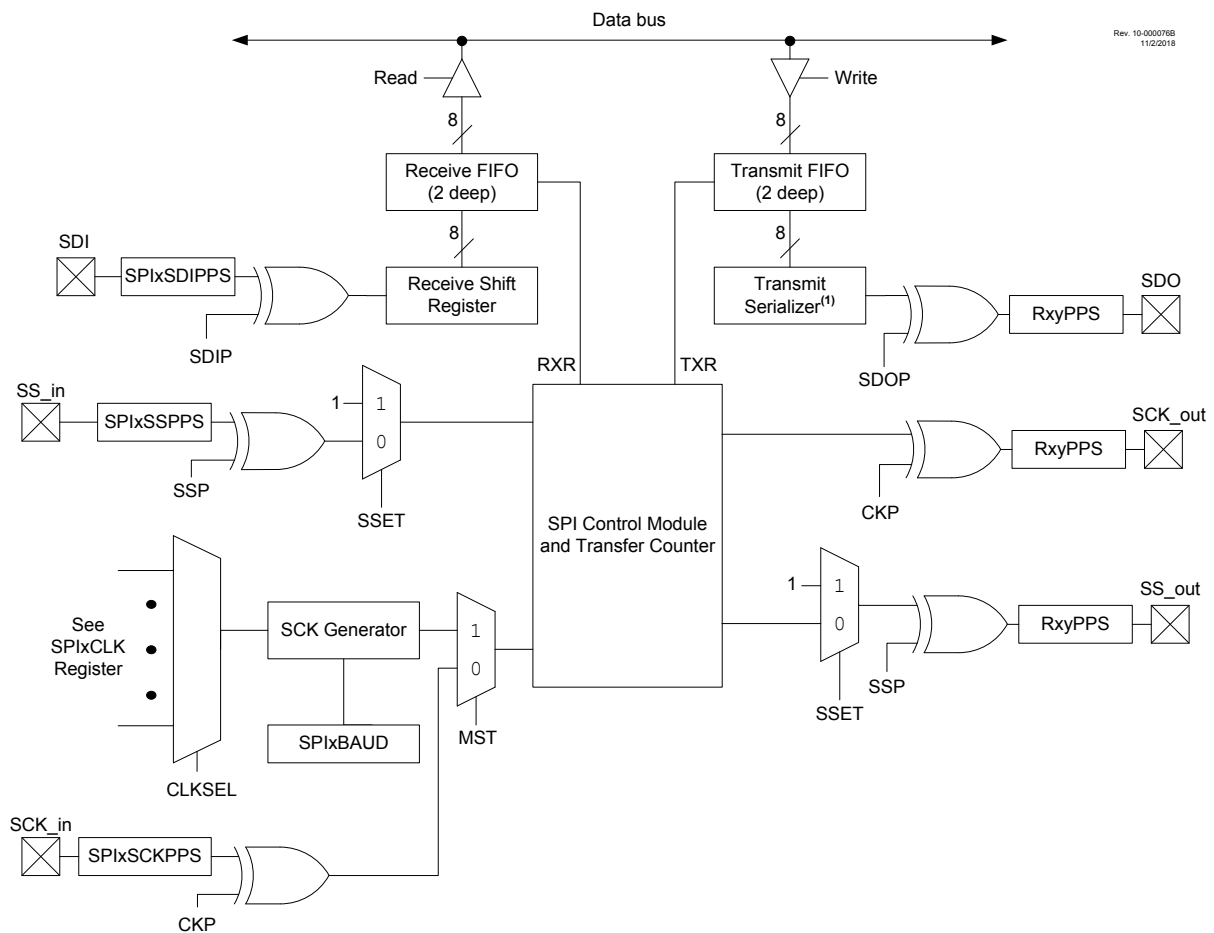 Data bus
Rev. 10-000076B
11/2/2018
Read
Write
8
8
Receive FIFO
(2 deep)
Transmit FIFO
(2 deep)
8
8
SDI
SPIxSDIPPS
Receive Shift
Register
Transmit
Serializer(1)
SDO
RxyPPS
SDIP
SDOP
RXR
TXR
SS_in
SPIxSSPPS
1
1
0
SSP
SSET
SCK_out
RxyPPS
CKP
SPI Control Module
and Transfer Counter
See
SPIxCLK
Register
SCK Generator
1
0
SPIxBAUD
MST
CLKSEL
1
1
0
SS_out
RxyPPS
SSP
SSET
SCK_in
SPIxSCKPPS
CKP